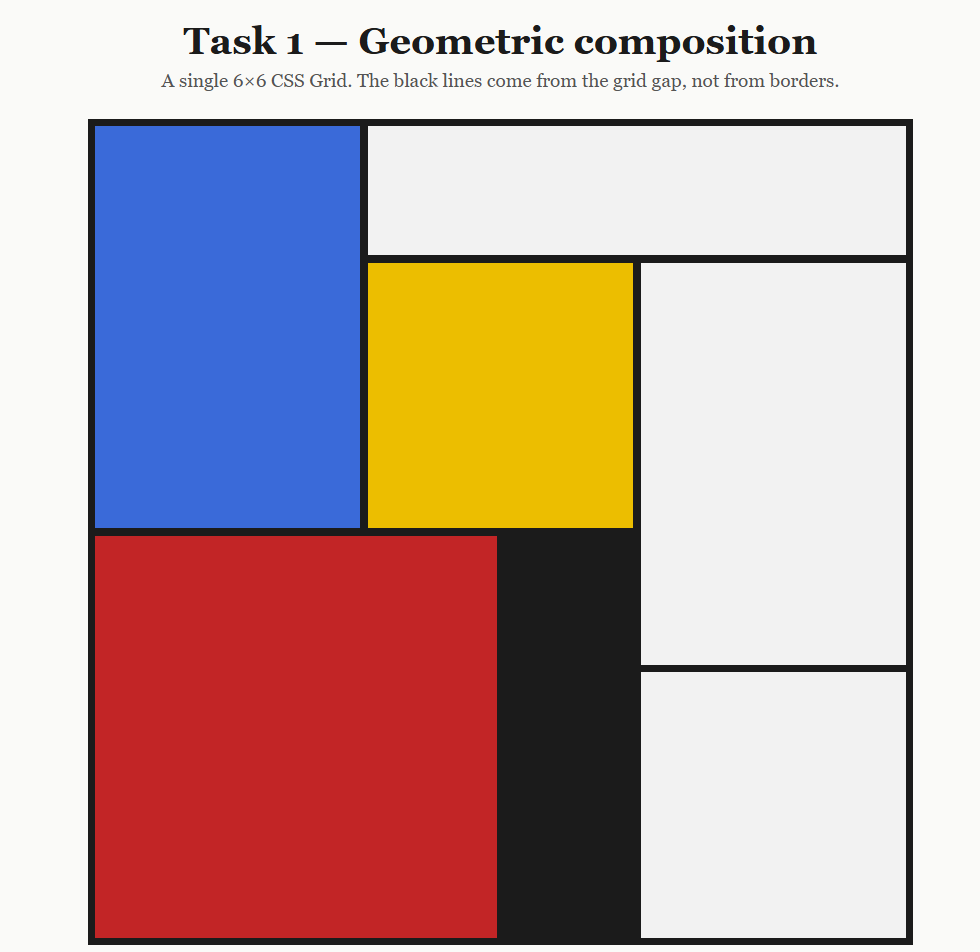 Task 1 — Geometric composition
A single 6×6 CSS Grid. The black lines come from the grid gap, not from borders.